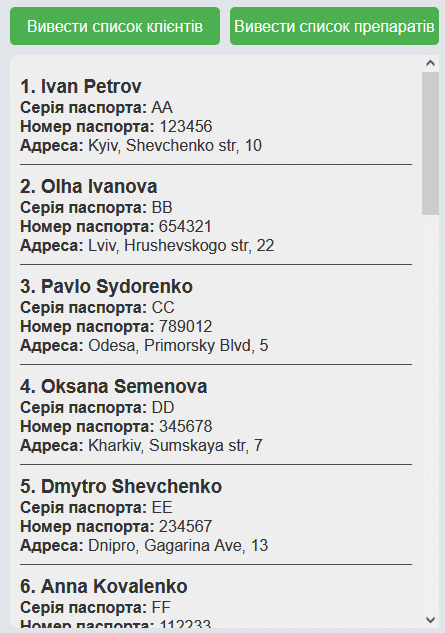 Вивести список клієнтів
Вивести список препаратів
1. Ivan Petrov
Серія паспорта: AA
Номер паспорта: 123456
Адреса: Kyiv, Shevchenko str, 10
2. Olha Ivanova
Серія паспорта: BB
Номер паспорта: 654321
Адреса: Lviv, Hrushevskogo str, 22
3. Pavlo Sydorenko
Серія паспорта: CC
Номер паспорта: 789012
Адреса: Odesa, Primorsky Blvd, 5
4. Oksana Semenova
Серія паспорта: DD
Номер паспорта: 345678
Адреса: Kharkiv, Sumskaya str, 7
5. Dmytro Shevchenko
Серія паспорта: EE
Номер паспорта: 234567
Адреса: Dnipro, Gagarina Ave, 13
6. Anna Kovalenko
Серія паспорта: FF
Номер паспорта: 112233